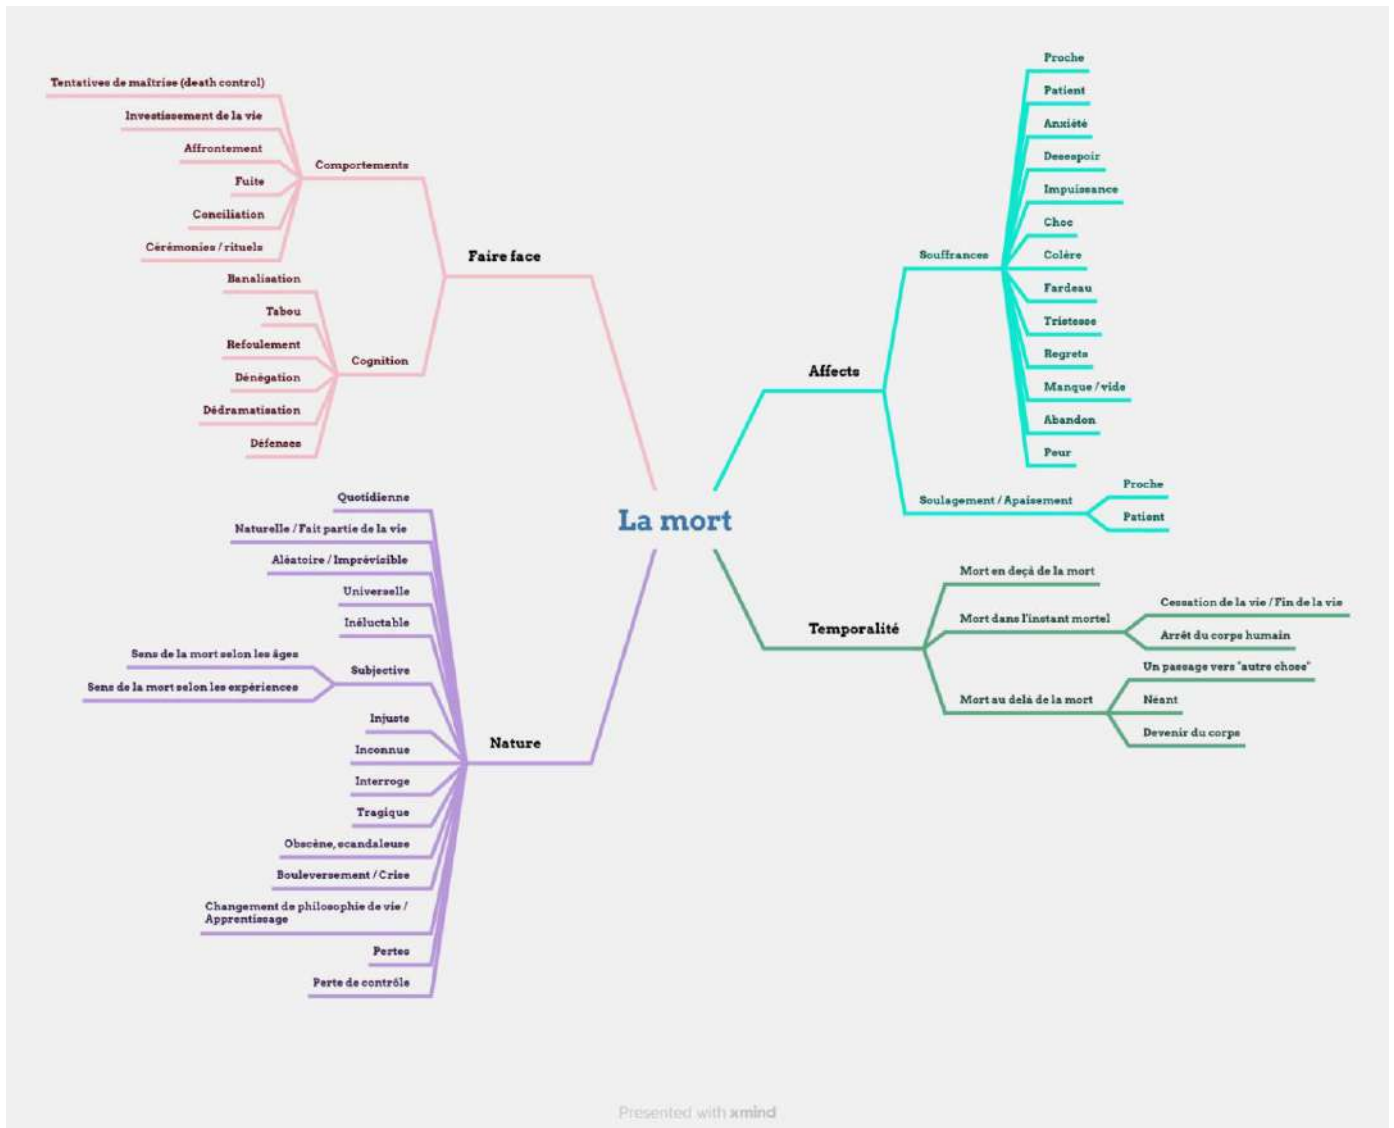 Tentatives de maîtrise (death control)
Investissement de la vie
Affrontement
Fuite
Conciliation
Cérémonies / rituels
Comportements
Banalisation
Tabou
Refoulement
Dénégation
Dédramatisation
Défenses
Cognition
Faire face
Quotidienne
Naturelle / Fait partie de la vie
Aléatoire / Imprévisible
Universelle
Inéluctable
Sens de la mort selon les âges
Sens de la mort selon les expériences
Subjective
Injuste
Inconnue
Interroge
Tragique
Obscène, scandaleuse
Bouleversement / Crise
Changement de philosophie de vie /
Apprentissage
Pertes
Perte de contrôle
Nature
La mort
Affects
Souffrances
Proche
Patient
Anxiété
Desespoir
Impuissance
Choc
Colère
Fardeau
Tristesse
Regrets
Manque / vide
Abandon
Peur
Soulagement / Apaisement
Proche
Patient
Temporalité
Mort en deçà de la mort
Mort dans l'instant mortel
Cessation de la vie / Fin de la vie
Arrêt du corps humain
Mort au delà de la mort
Un passage vers "autre chose"
Néant
Devenir du corps
Presented with xmind